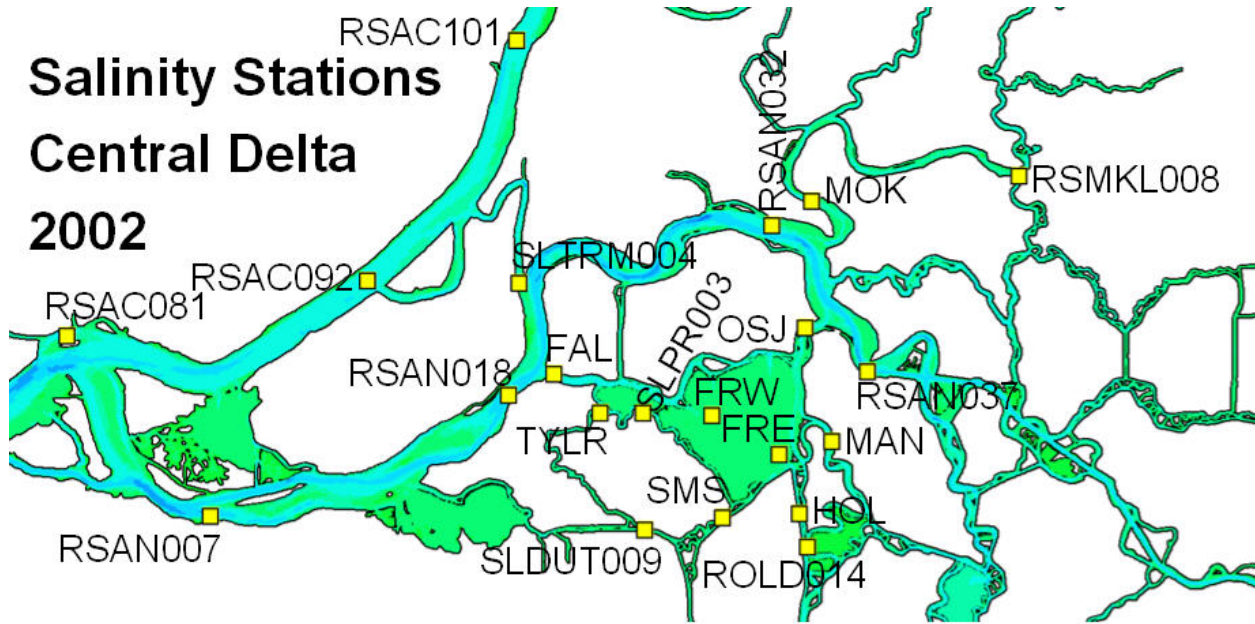 RSAC101
Salinity Stations
Central Delta
2002
RSAN032
RSMKL008
MOK
SLTRM004
RSAC092
RSAC081
SLPR003
OSJ
FAL
RSAN018
FRW
RSAN037
FRE
TYLR
MAN
SMS
HOL
RSAN007
SLDUT009
ROLD014